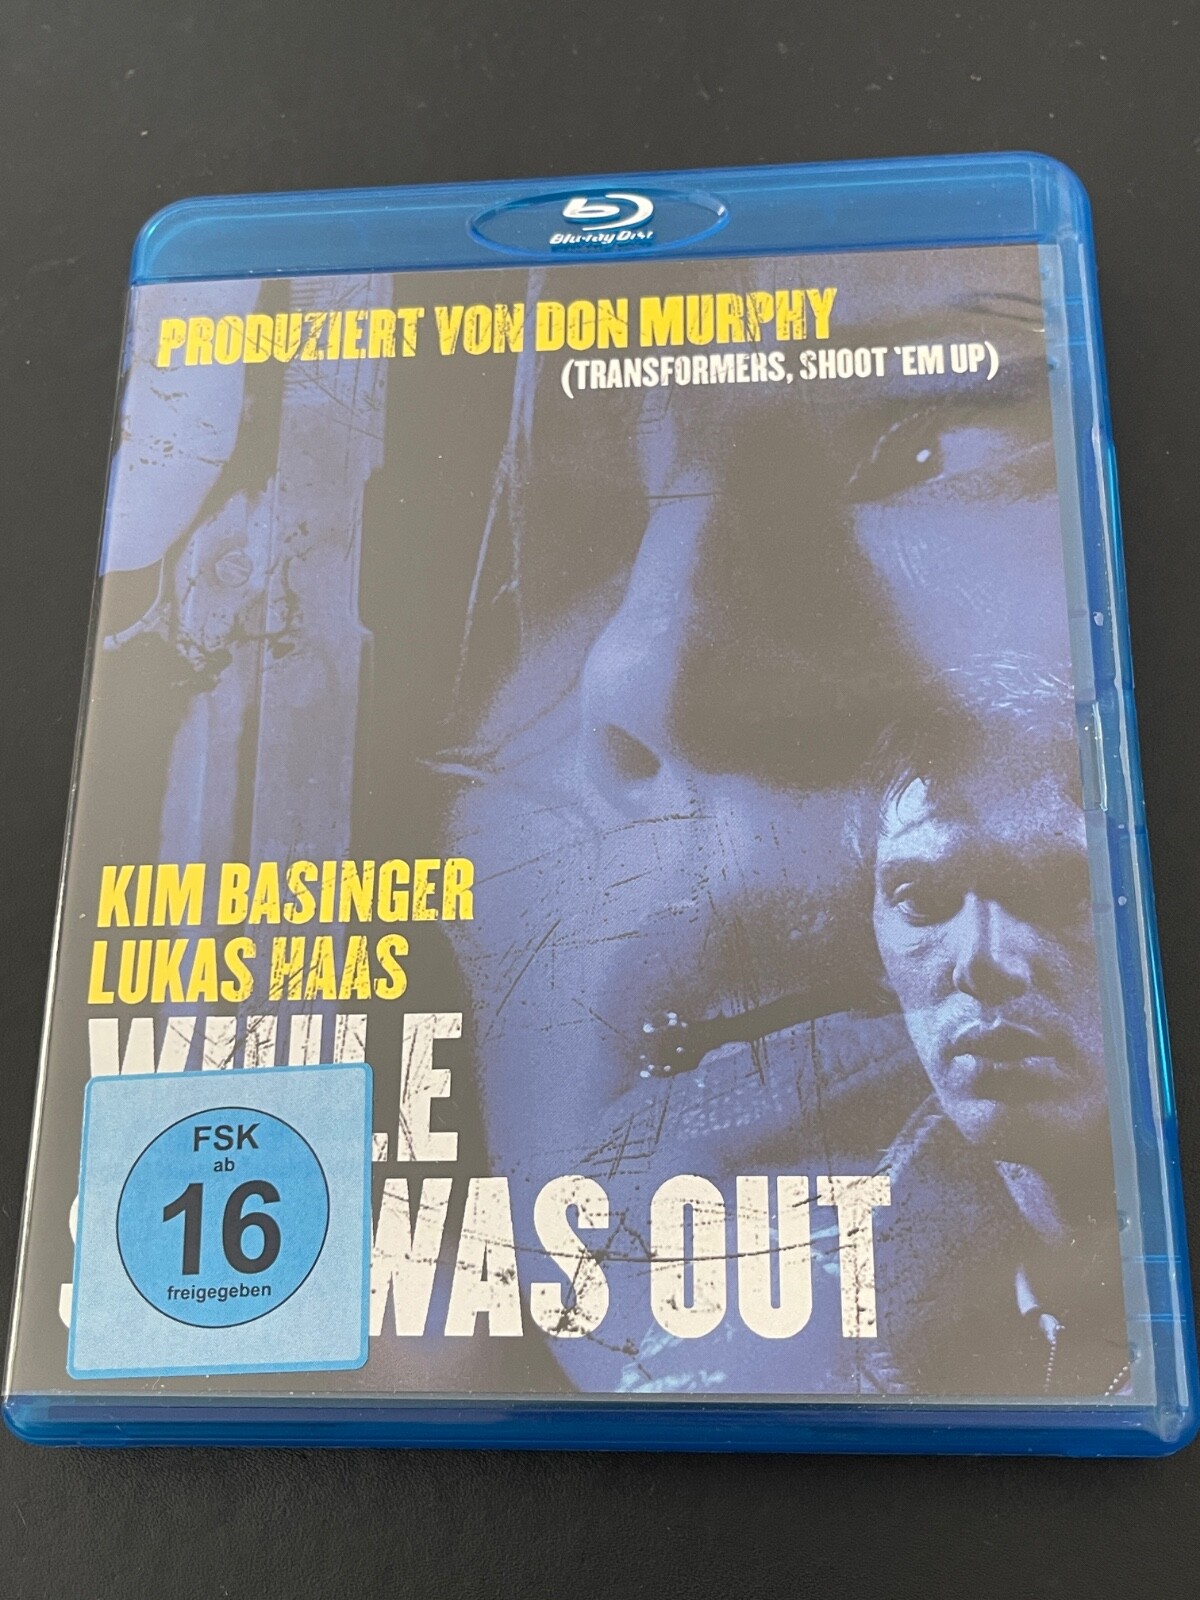 Blu-ray Disc
PRODUZIERT VON DON MURPHY
(TRANSFORMERS, SHOOT 'EM UP)
KIM BASINGER
LUKAS HAAS
WHILE
WAS OUT
FSK
ab
16
freigegeben